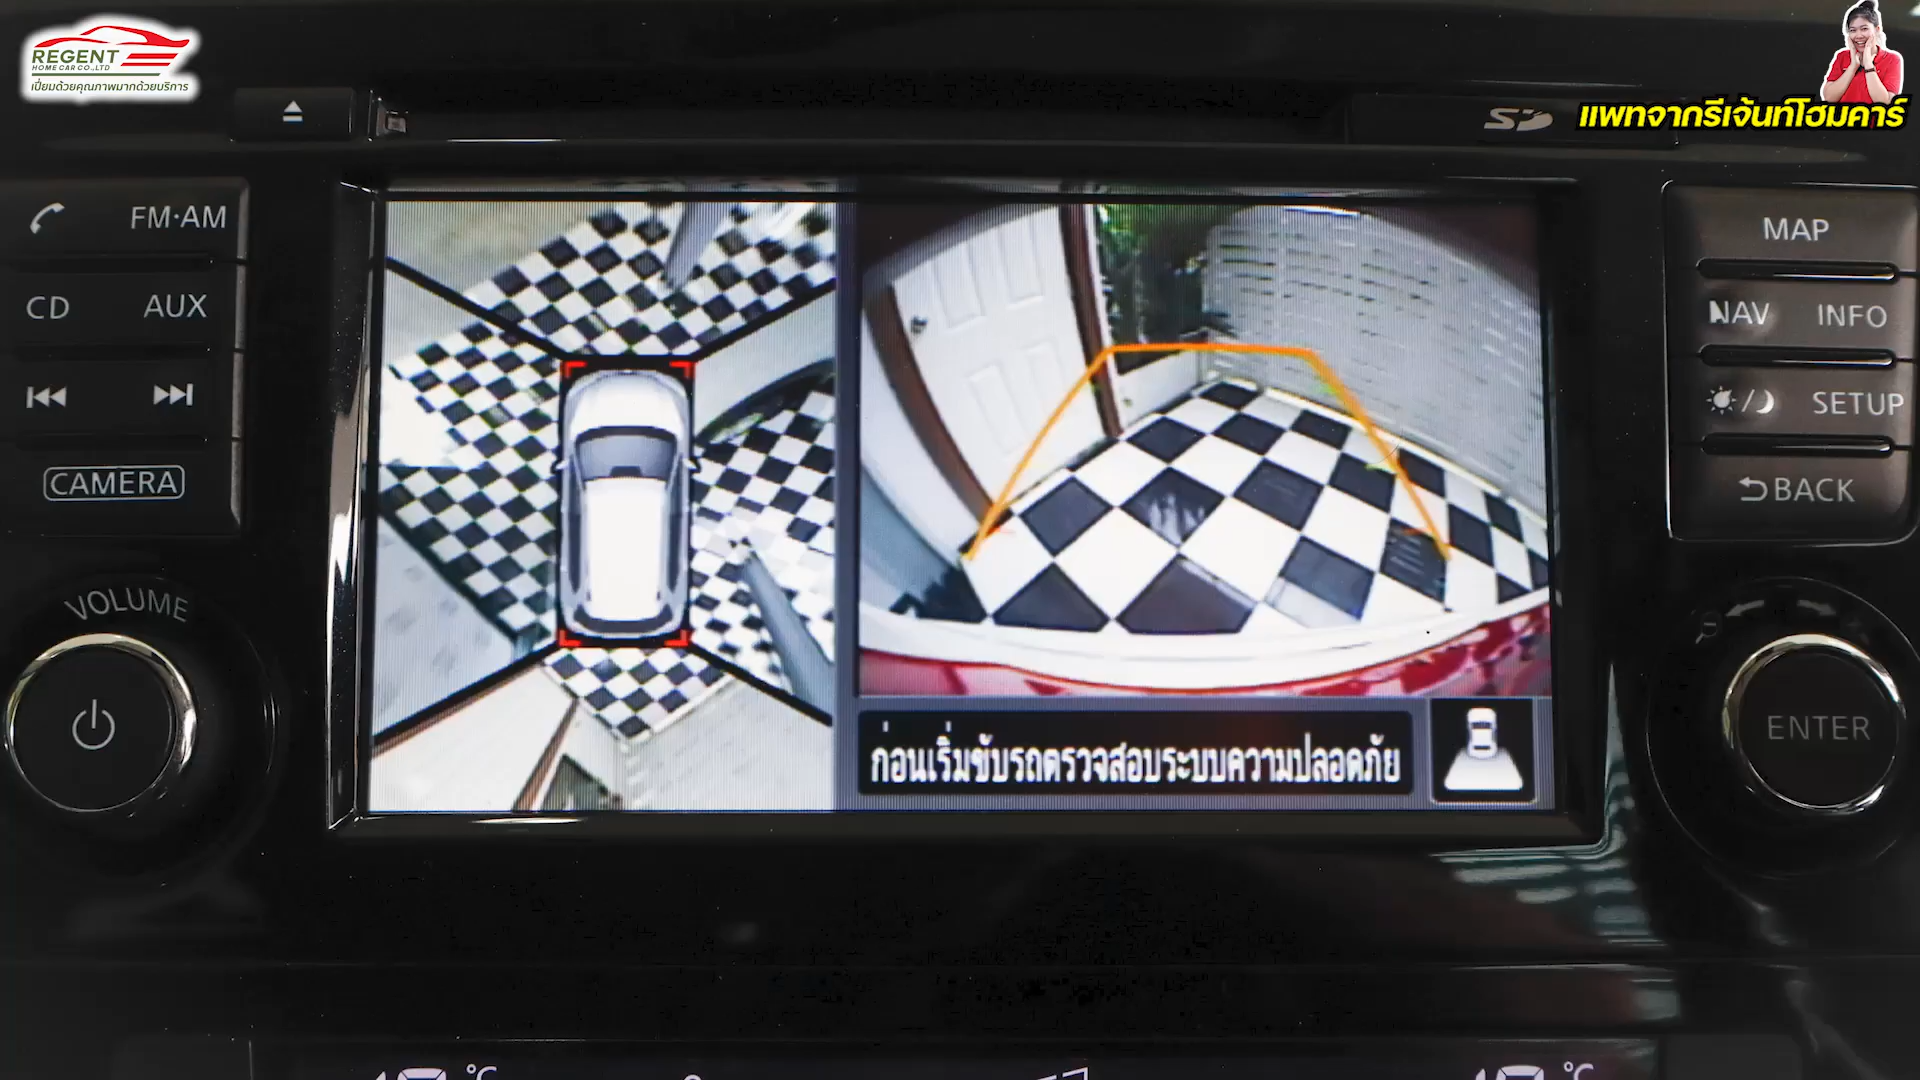 REGENT
HOME CAR CO.,LTD
เปี่ยมด้วยคุณภาพมากด้วยบริการ
แพทจากรีเจ้นท์โฮมคาร์
SD
FM·AM
CD AUX
CAMERA
VOLUME
MAP
NAV INFO
SETUP
BACK
ENTER
ก่อนเริ่มขับรถตรวจสอบระบบความปลอดภัย
°C
°C